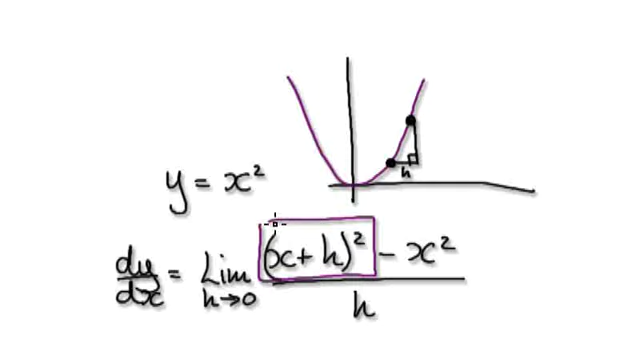 h
y = x²
dy/dx = Lim h→0 (x+h)² - x² / h